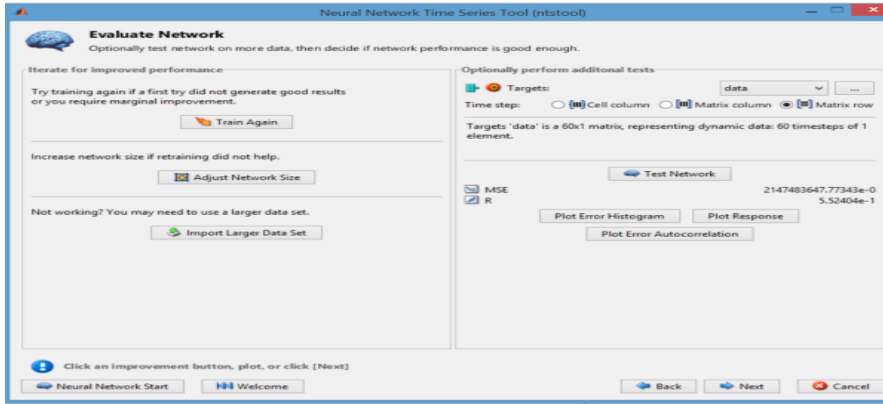 Neural Network Time Series Tool (ntstool)
Evaluate Network
Optionally test network on more data, then decide if network performance is good enough.
Iterate for improved performance
Try training again if a first try did not generate good results
or you require marginal improvement.
Train Again
Increase network size if retraining did not help.
Adjust Network Size
Not working? You may need to use a larger data set.
Import Larger Data Set
Optionally perform additonal tests
Targets: data ...
Time step: Cell column Matrix column Matrix row
Targets 'data' is a 60x1 matrix, representing dynamic data: 60 timesteps of 1
element.
Test Network
MSE 2147483647.77343e-0
R 5.52404e-1
Plot Error Histogram Plot Response
Plot Error Autocorrelation
Click an improvement button, plot, or click [Next]
Neural Network Start Welcome Back Next Cancel